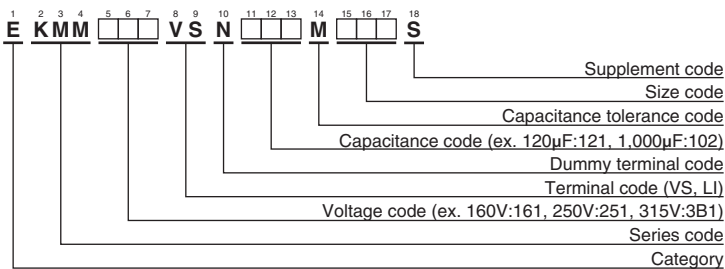 1 2 3 4 5 6 7 8 9 10 11 12 13 14 15 16 17 18
E KMM □□□ VS N □□□ M □□□ S
Supplement code
Size code
Capacitance tolerance code
Capacitance code (ex. 120μF:121, 1,000μF:102)
Dummy terminal code
Terminal code (VS, LI)
Voltage code (ex. 160V:161, 250V:251, 315V:3B1)
Series code
Category